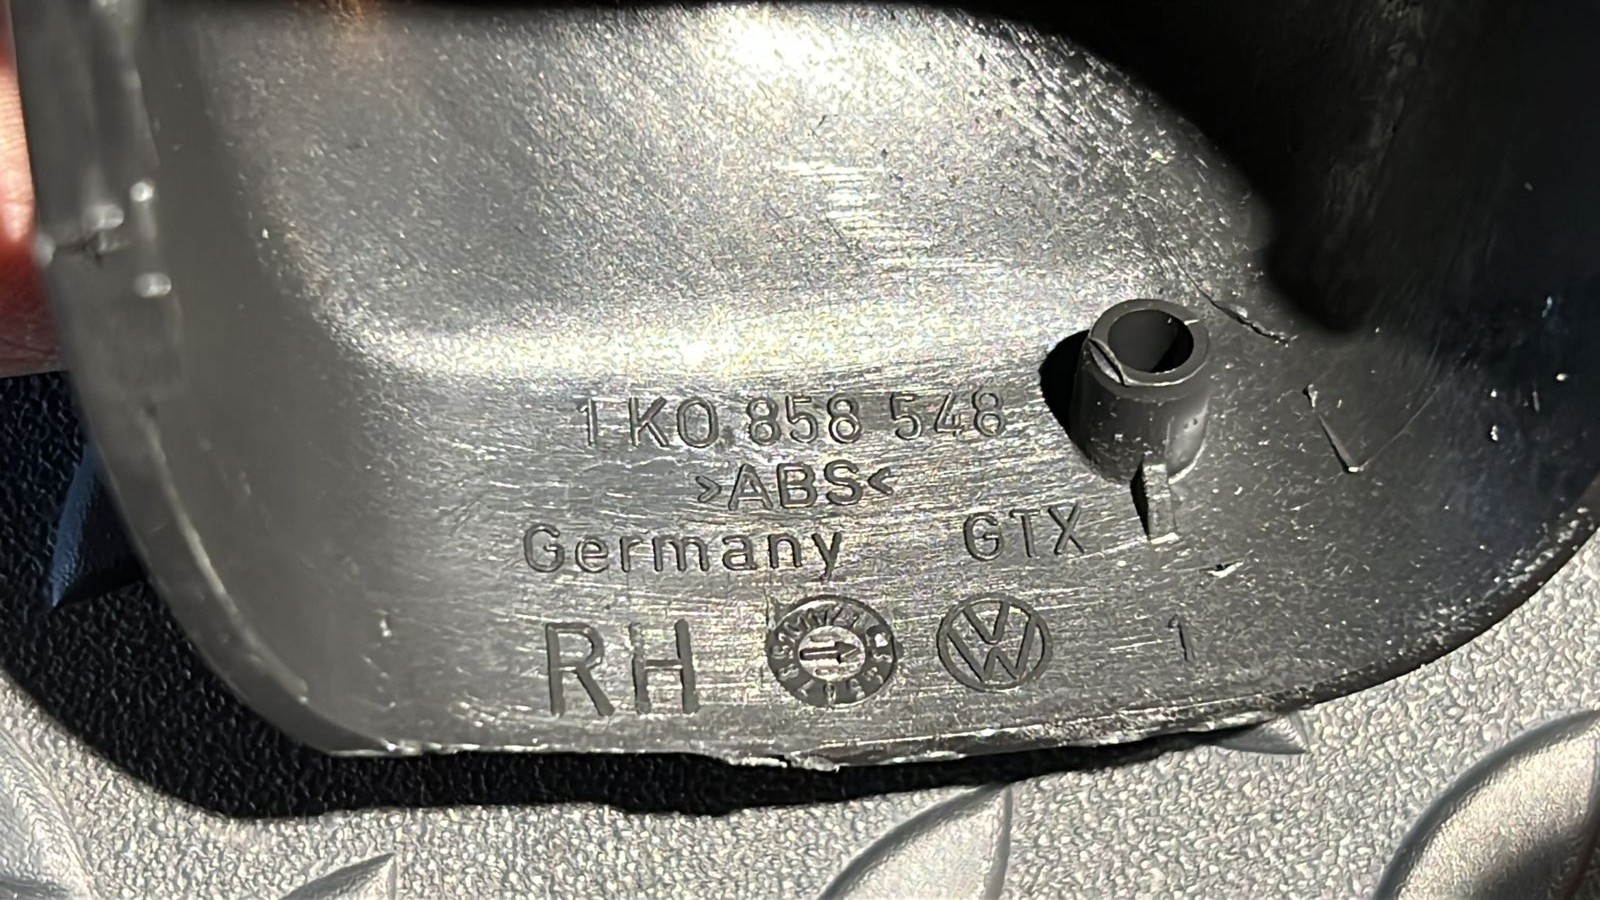 1K0 858 548
>ABS<
Germany GTX
RH 1